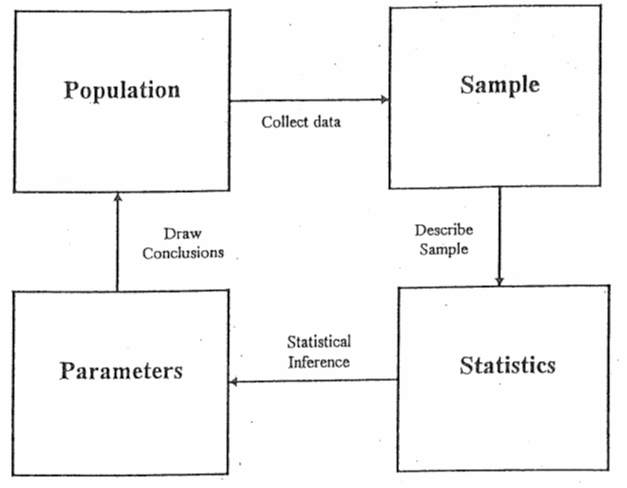 Population
Sample
Collect data
Draw
Conclusions
Describe
Sample
Parameters
Statistical
Inference
Statistics